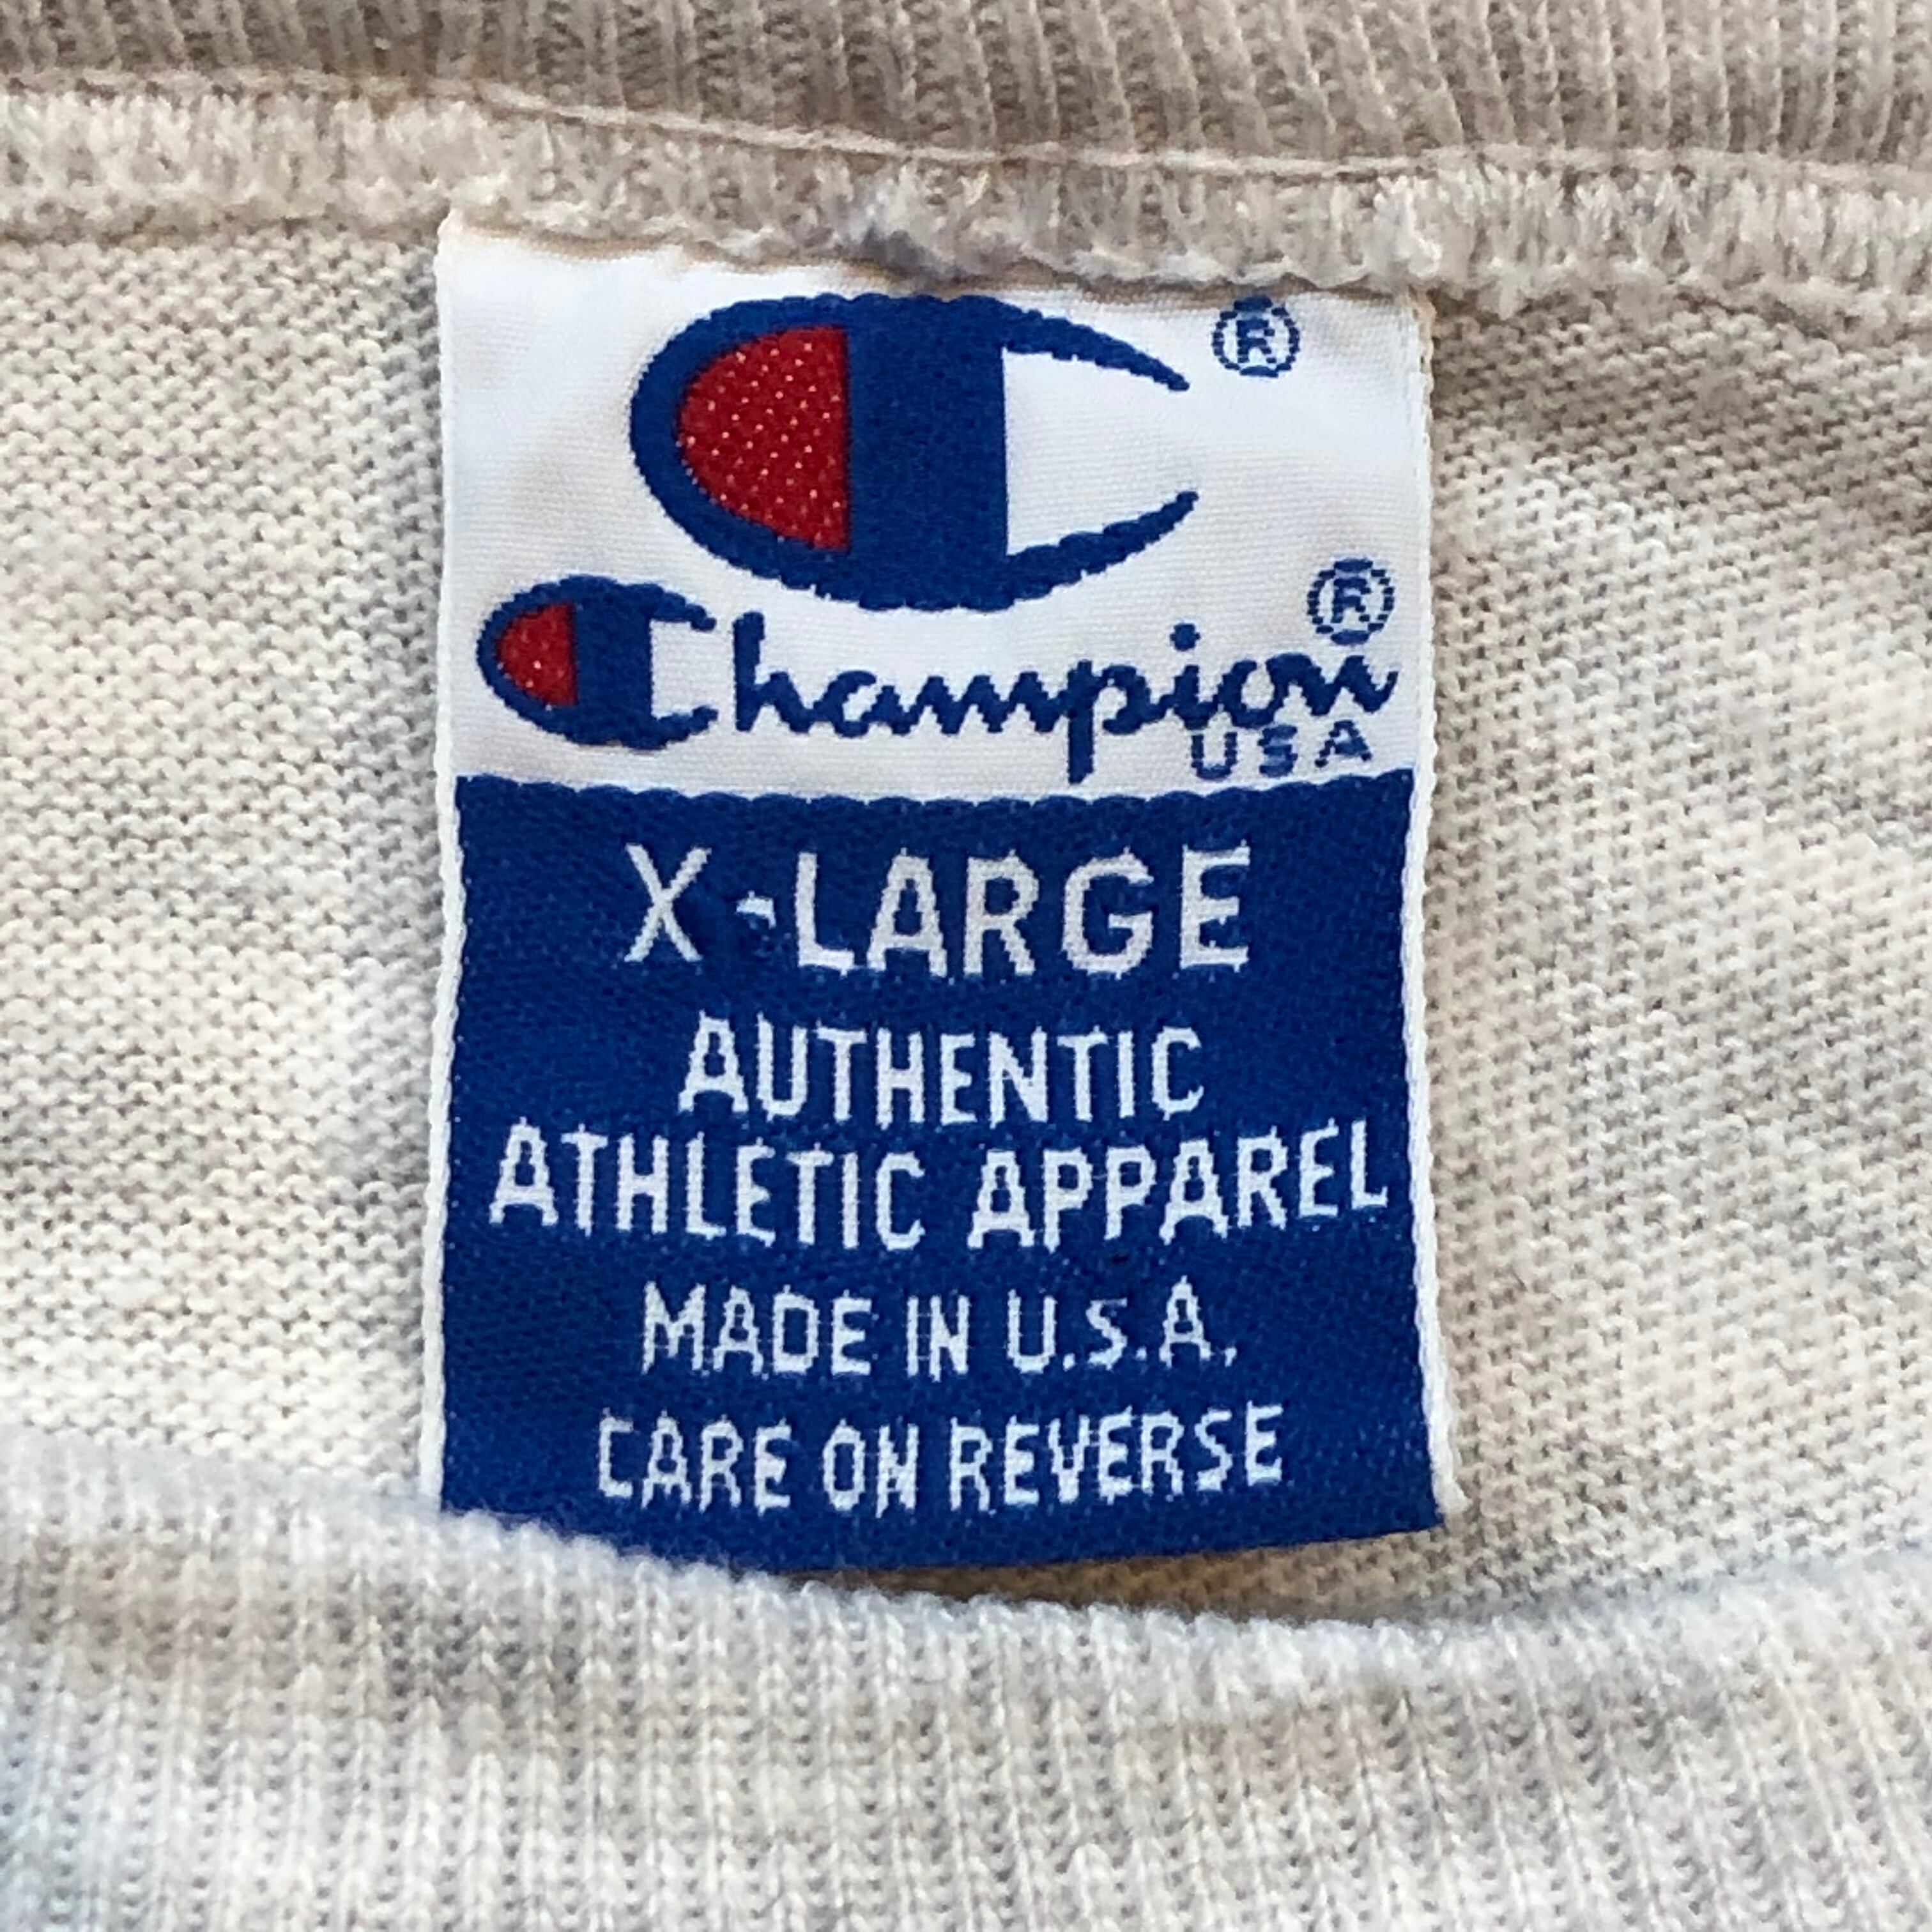 ®
Champion®
USA
X-LARGE
AUTHENTIC
ATHLETIC APPAREL
MADE IN U.S.A.
CARE ON REVERSE